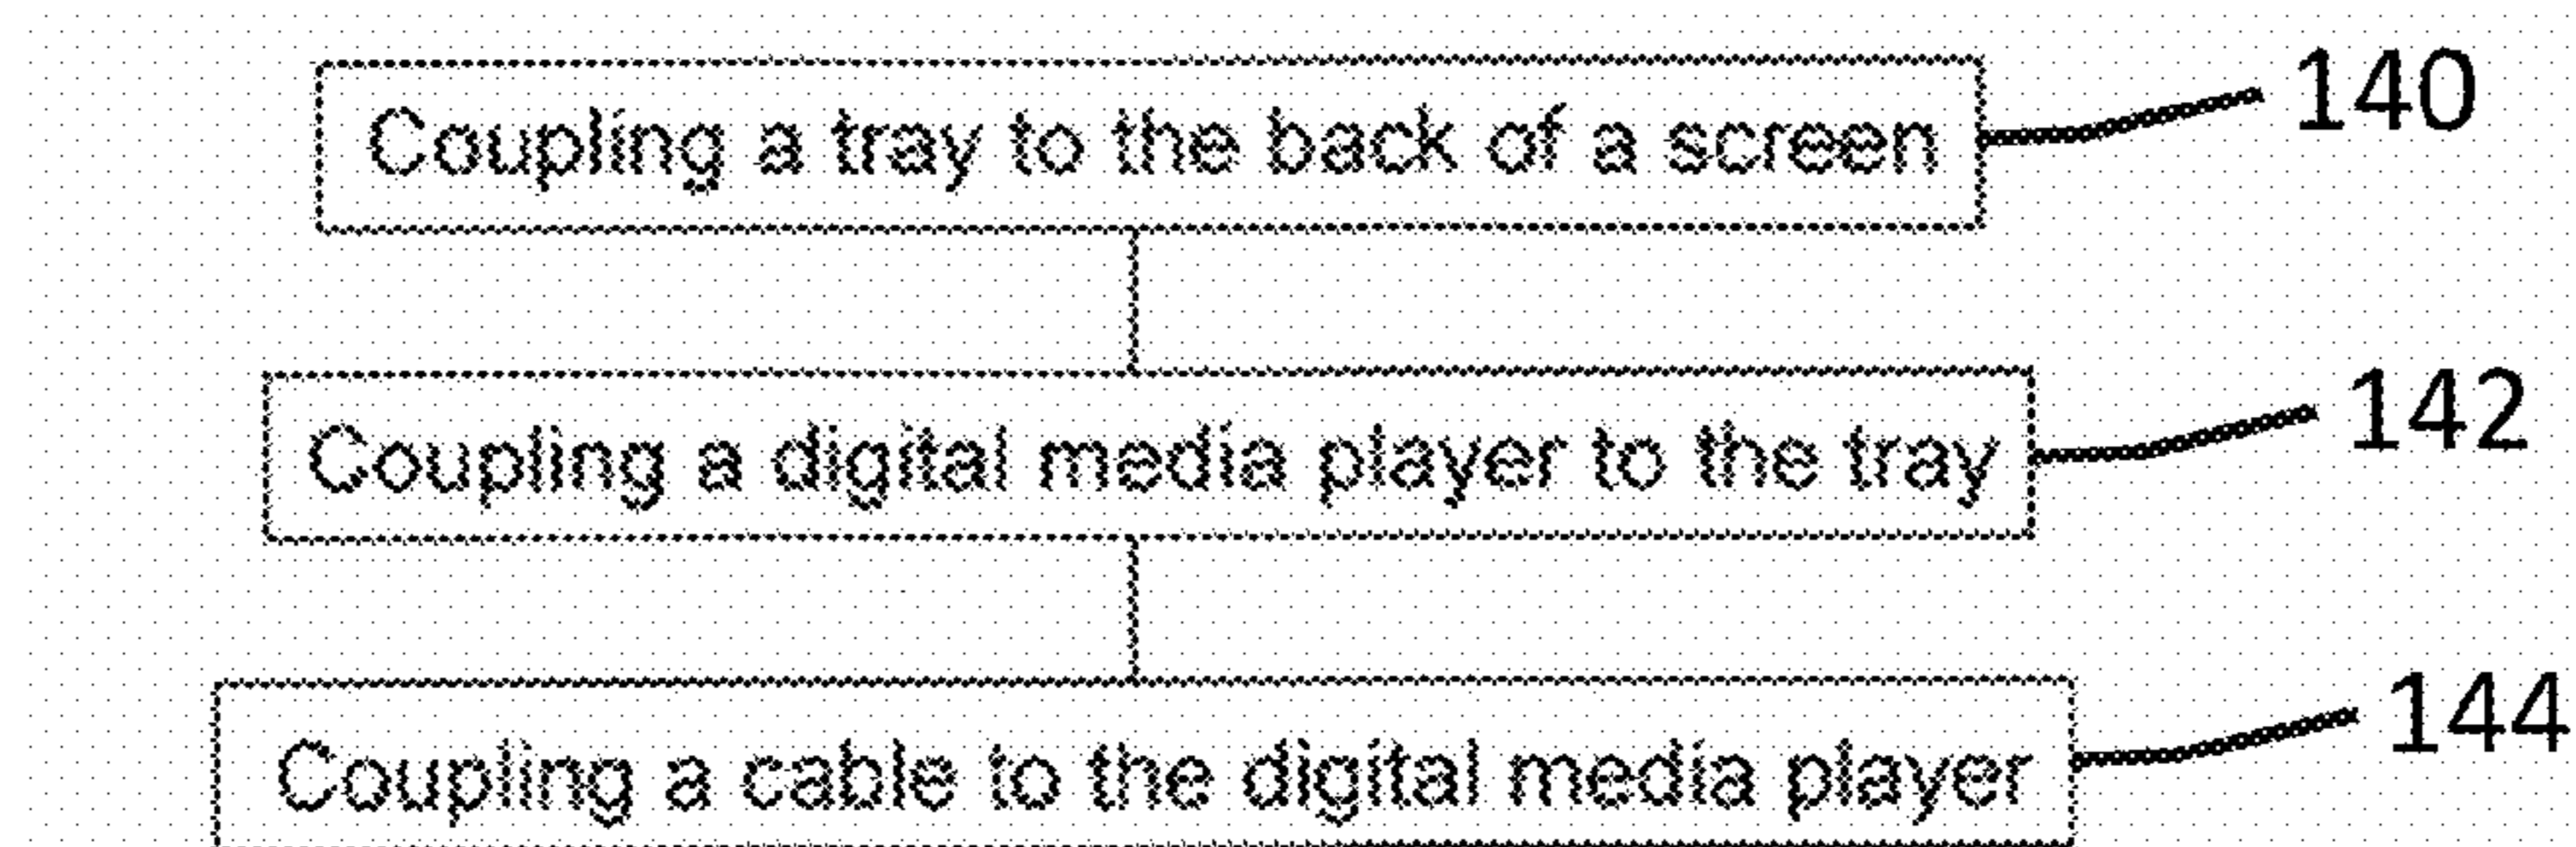 Coupling a tray to the back of a screen 140
Coupling a digital media player to the tray 142
Coupling a cable to the digital media player 144